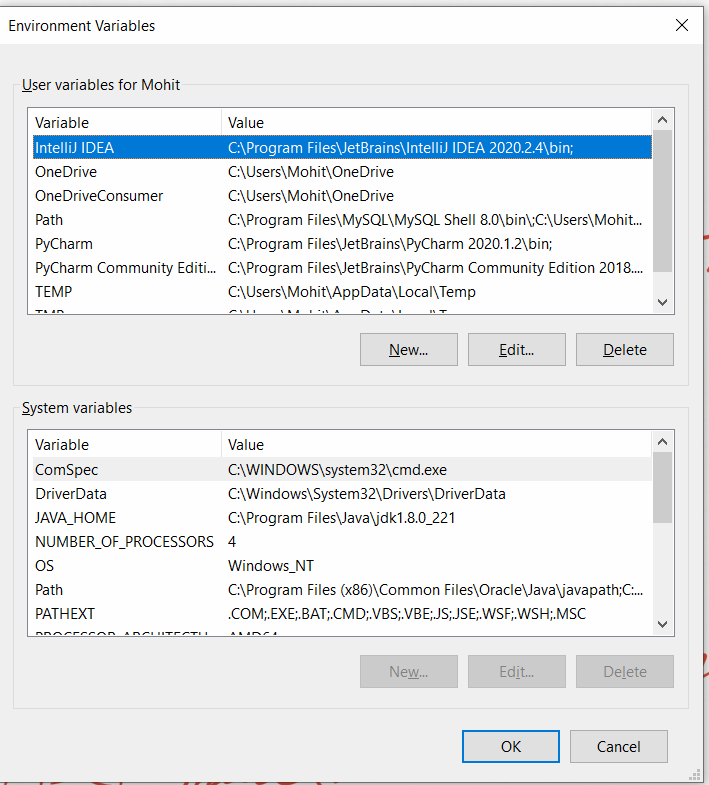 Environment Variables
User variables for Mohit
Variable Value
IntelliJ IDEA C:\Program Files\JetBrains\IntelliJ IDEA 2020.2.4\bin;
OneDrive C:\Users\Mohit\OneDrive
OneDriveConsumer C:\Users\Mohit\OneDrive
Path C:\Program Files\MySQL\MySQL Shell 8.0\bin\;C:\Users\Mohit...
PyCharm C:\Program Files\JetBrains\PyCharm 2020.1.2\bin;
PyCharm Community Editi... C:\Program Files\JetBrains\PyCharm Community Edition 2018....
TEMP C:\Users\Mohit\AppData\Local\Temp
New... Edit... Delete
System variables
Variable Value
ComSpec C:\WINDOWS\system32\cmd.exe
DriverData C:\Windows\System32\Drivers\DriverData
JAVA_HOME C:\Program Files\Java\jdk1.8.0_221
NUMBER_OF_PROCESSORS 4
OS Windows_NT
Path C:\Program Files (x86)\Common Files\Oracle\Java\javapath;C:...
PATHEXT .COM;.EXE;.BAT;.CMD;.VBS;.VBE;.JS;.JSE;.WSF;.WSH;.MSC
New... Edit... Delete
OK Cancel